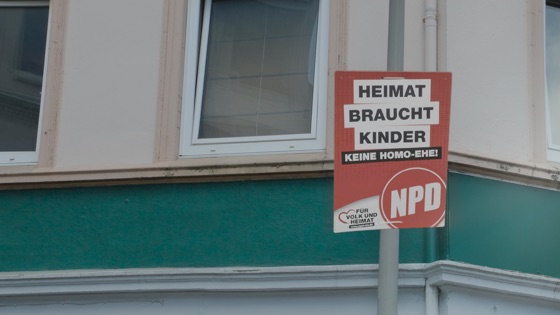 HEIMAT
BRAUCHT
KINDER
KEINE HOMO-EHE!
NPD
FÜR
VOLK UND
HEIMAT